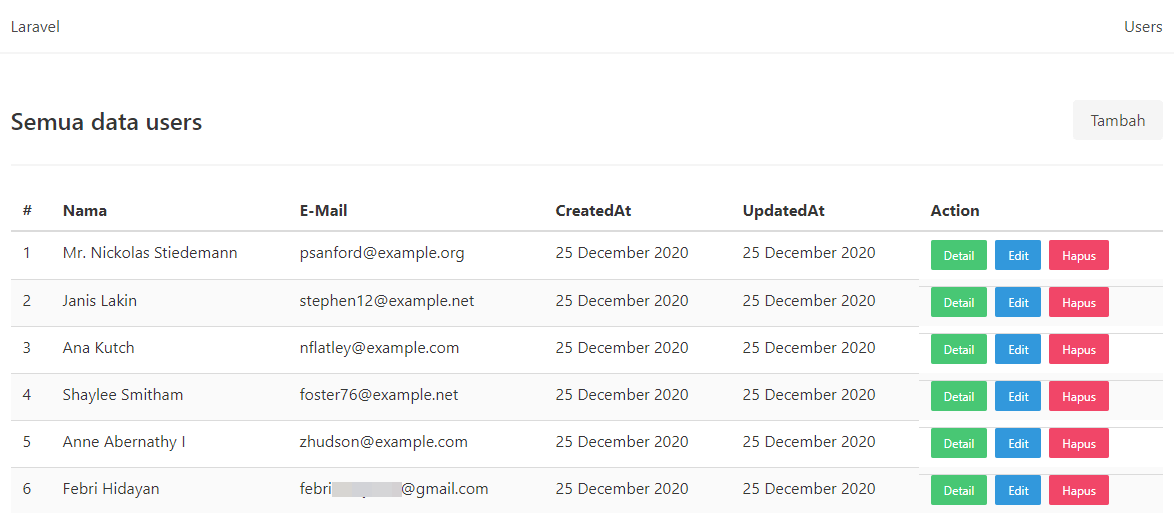 Laravel Users
Semua data users Tambah
# Nama E-Mail CreatedAt UpdatedAt Action
1 Mr. Nickolas Stiedemann psanford@example.org 25 December 2020 25 December 2020 Detail Edit Hapus
2 Janis Lakin stephen12@example.net 25 December 2020 25 December 2020 Detail Edit Hapus
3 Ana Kutch nflatley@example.com 25 December 2020 25 December 2020 Detail Edit Hapus
4 Shaylee Smitham foster76@example.net 25 December 2020 25 December 2020 Detail Edit Hapus
5 Anne Abernathy I zhudson@example.com 25 December 2020 25 December 2020 Detail Edit Hapus
6 Febri Hidayan febri @gmail.com 25 December 2020 25 December 2020 Detail Edit Hapus